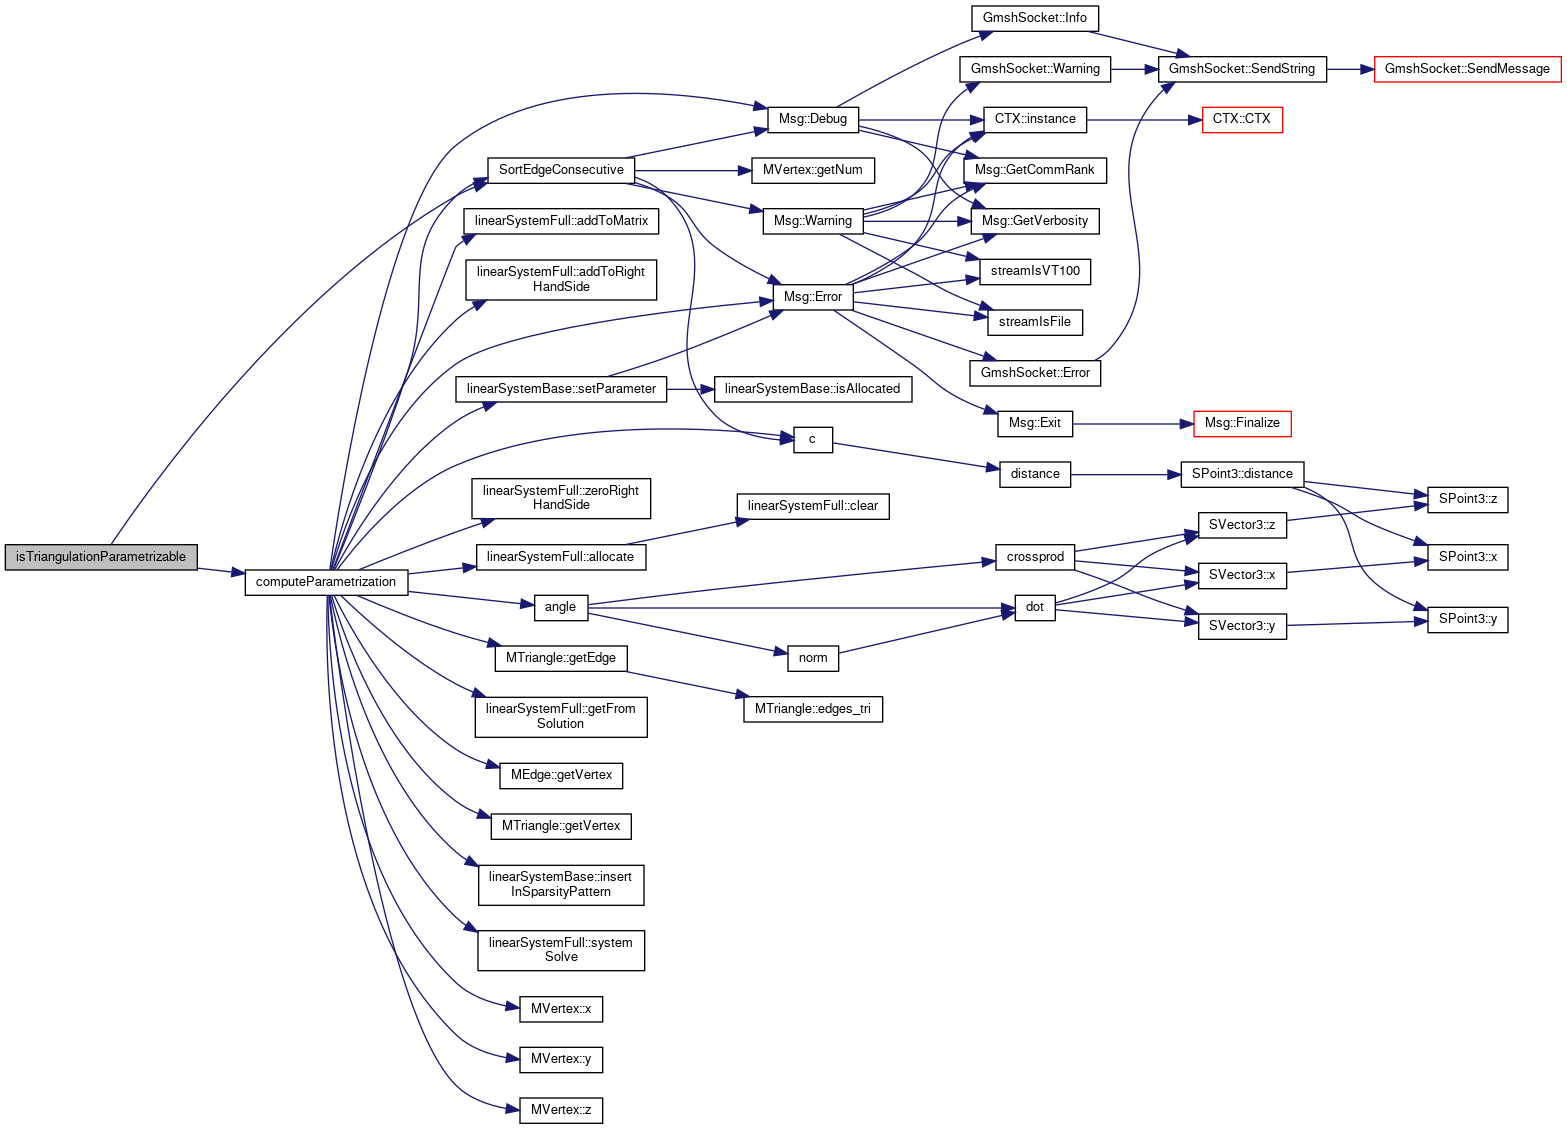 GmshSocket::Info
GmshSocket::Warning
GmshSocket::SendString
GmshSocket::SendMessage
Msg::Debug
CTX::instance
CTX::CTX
SortEdgeConsecutive
MVertex::getNum
Msg::GetCommRank
linearSystemFull::addToMatrix
Msg::Warning
Msg::GetVerbosity
linearSystemFull::addToRight
HandSide
streamIsVT100
Msg::Error
streamIsFile
GmshSocket::Error
linearSystemBase::setParameter
linearSystemBase::isAllocated
Msg::Exit
Msg::Finalize
c
distance
SPoint3::distance
linearSystemFull::zeroRight
HandSide
linearSystemFull::clear
SVector3::z
SPoint3::z
isTriangulationParametrizable
linearSystemFull::allocate
crossprod
SPoint3::x
computeParametrization
SVector3::x
angle
dot
SVector3::y
SPoint3::y
MTriangle::getEdge
norm
linearSystemFull::getFrom
Solution
MTriangle::edges_tri
MEdge::getVertex
MTriangle::getVertex
linearSystemBase::insert
InSparsityPattern
linearSystemFull::system
Solve
MVertex::x
MVertex::y
MVertex::z